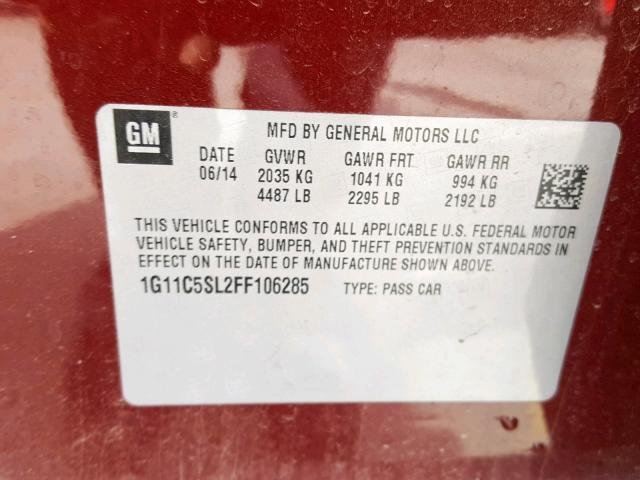 GM® MFD BY GENERAL MOTORS LLC
DATE GVWR GAWR FRT GAWR RR
06/14 2035 KG 1041 KG 994 KG
4487 LB 2295 LB 2192 LB
THIS VEHICLE CONFORMS TO ALL APPLICABLE U.S. FEDERAL MOTOR
VEHICLE SAFETY, BUMPER, AND THEFT PREVENTION STANDARDS IN
EFFECT ON THE DATE OF MANUFACTURE SHOWN ABOVE.
1G11C5SL2FF106285 TYPE: PASS CAR